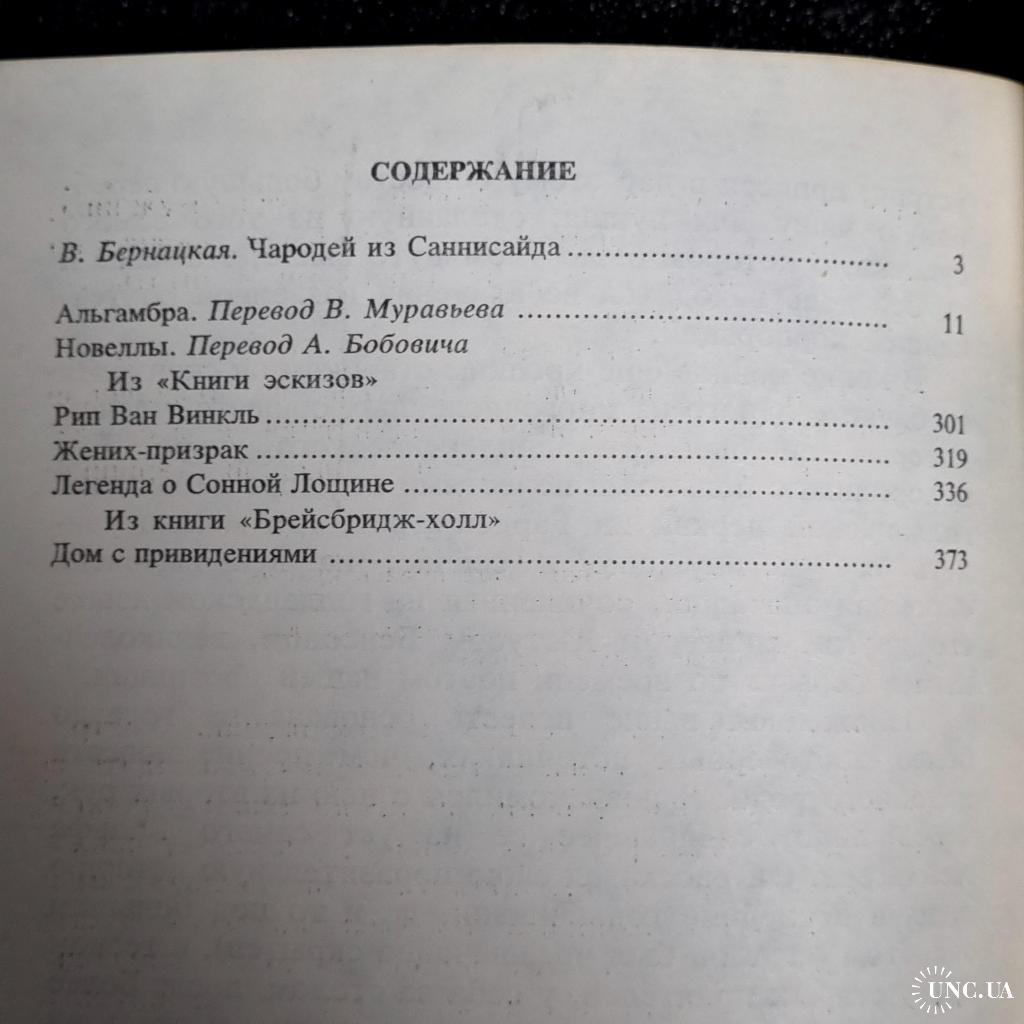 СОДЕРЖАНИЕ
В. Бернацкая. Чародей из Саннисайда........................................ 3
Альгамбра. Перевод В. Муравьева ............................................ 11
Новеллы. Перевод А. Бобовича
Из «Книги эскизов»
Рип Ван Винкль.............................................................................. 301
Жених-призрак .............................................................................. 319
Легенда о Сонной Лощине ........................................................... 336
Из книги «Брейсбридж-холл»
Дом с привидениями ..................................................................... 373
UNC.UA